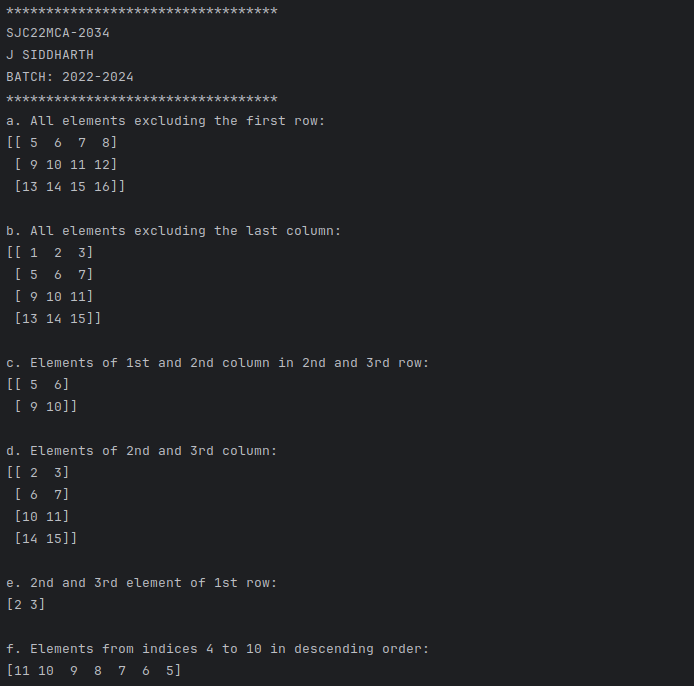 **********************************
SJC22MCA-2034
J SIDDHARTH
BATCH: 2022-2024
**********************************
a. All elements excluding the first row:
[[ 5  6  7  8]
 [ 9 10 11 12]
 [13 14 15 16]]

b. All elements excluding the last column:
[[ 1  2  3]
 [ 5  6  7]
 [ 9 10 11]
 [13 14 15]]

c. Elements of 1st and 2nd column in 2nd and 3rd row:
[[ 5  6]
 [ 9 10]]

d. Elements of 2nd and 3rd column:
[[ 2  3]
 [ 6  7]
 [10 11]
 [14 15]]

e. 2nd and 3rd element of 1st row:
[2 3]

f. Elements from indices 4 to 10 in descending order:
[11 10  9  8  7  6  5]